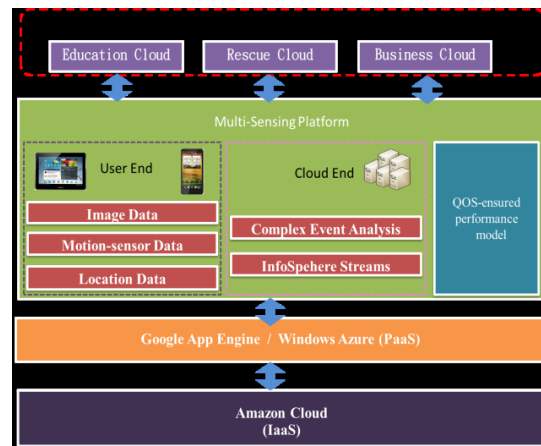 Education Cloud
Rescue Cloud
Business Cloud
Multi-Sensing Platform
User End
Image Data
Motion-sensor Data
Location Data
Cloud End
Complex Event Analysis
InfoSpehere Streams
QOS-ensured
performance
model
Google App Engine / Windows Azure (PaaS)
Amazon Cloud
(IaaS)